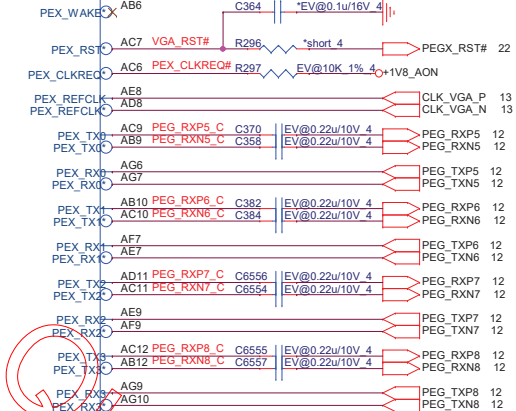 PEX_WAKE AB6 C364 *EV@0.1u/16V_4
PEX_RST AC7 VGA_RST# R296 *short_4 PEGX_RST# 22
PEX_CLKREQ AC6 PEX_CLKREQ# R297 EV@10K_1%_4 +1V8_AON
PEX_REFCLK AE8 CLK_VGA_P 13
PEX_REFCLK AD8 CLK_VGA_N 13
PEX_TX0 AC9 PEG_RXP5_C C370 EV@0.22u/10V_4 PEG_RXP5 12
PEX_TX0 AB9 PEG_RXN5_C C358 EV@0.22u/10V_4 PEG_RXN5 12
PEX_RX0 AG6 PEG_TXP5 12
PEX_RX0 AG7 PEG_TXN5 12
PEX_TX1 AB10 PEG_RXP6_C C382 EV@0.22u/10V_4 PEG_RXP6 12
PEX_TX1 AC10 PEG_RXN6_C C384 EV@0.22u/10V_4 PEG_RXN6 12
PEX_RX1 AF7 PEG_TXP6 12
PEX_RX1 AE7 PEG_TXN6 12
PEX_TX2 AD11 PEG_RXP7_C C6556 EV@0.22u/10V_4 PEG_RXP7 12
PEX_TX2 AC11 PEG_RXN7_C C6554 EV@0.22u/10V_4 PEG_RXN7 12
PEX_RX2 AE9 PEG_TXP7 12
PEX_RX2 AF9 PEG_TXN7 12
PEX_TX3 AC12 PEG_RXP8_C C6555 EV@0.22u/10V_4 PEG_RXP8 12
PEX_TX3 AB12 PEG_RXN8_C C6557 EV@0.22u/10V_4 PEG_RXN8 12
PEX_RX3 AG9 PEG_TXP8 12
AG10 PEG_TXN8 12